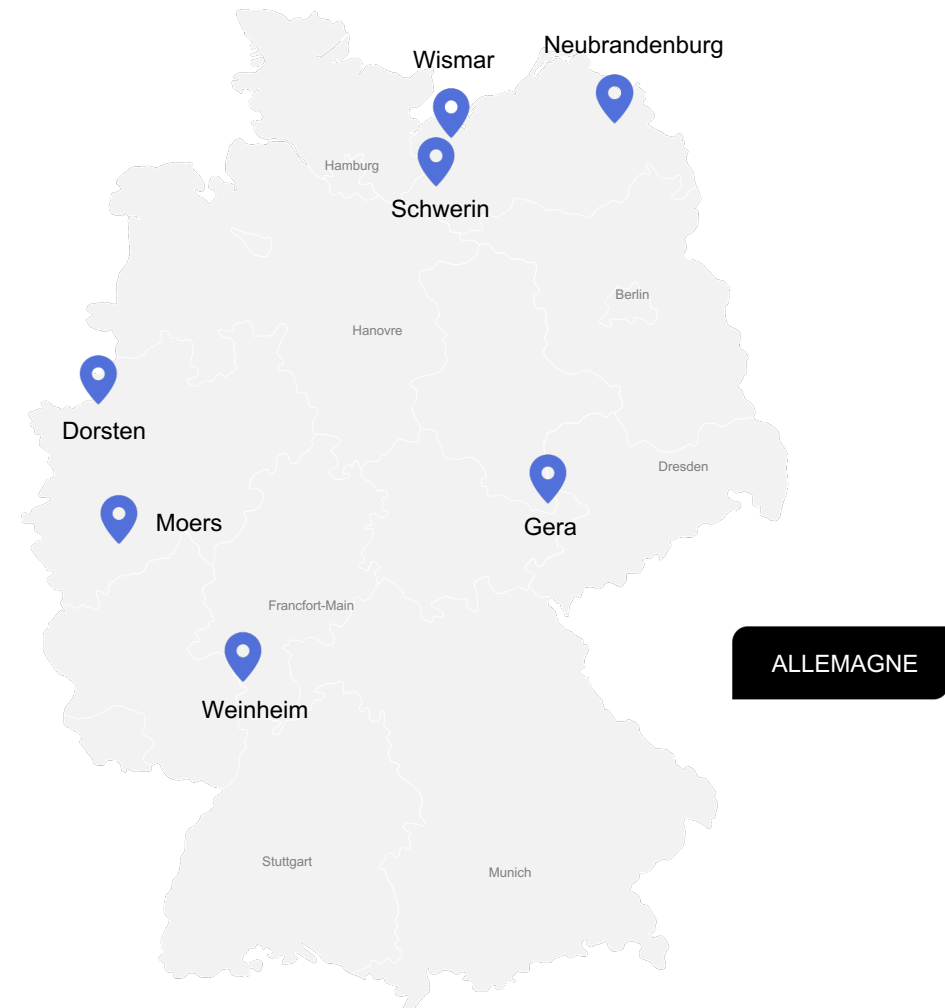 Neubrandenburg
Wismar
Hamburg
Schwerin
Berlin
Hanovre
Dorsten
Dresden
Moers
Gera
Francfort-Main
ALLEMAGNE
Weinheim
Stuttgart
Munich